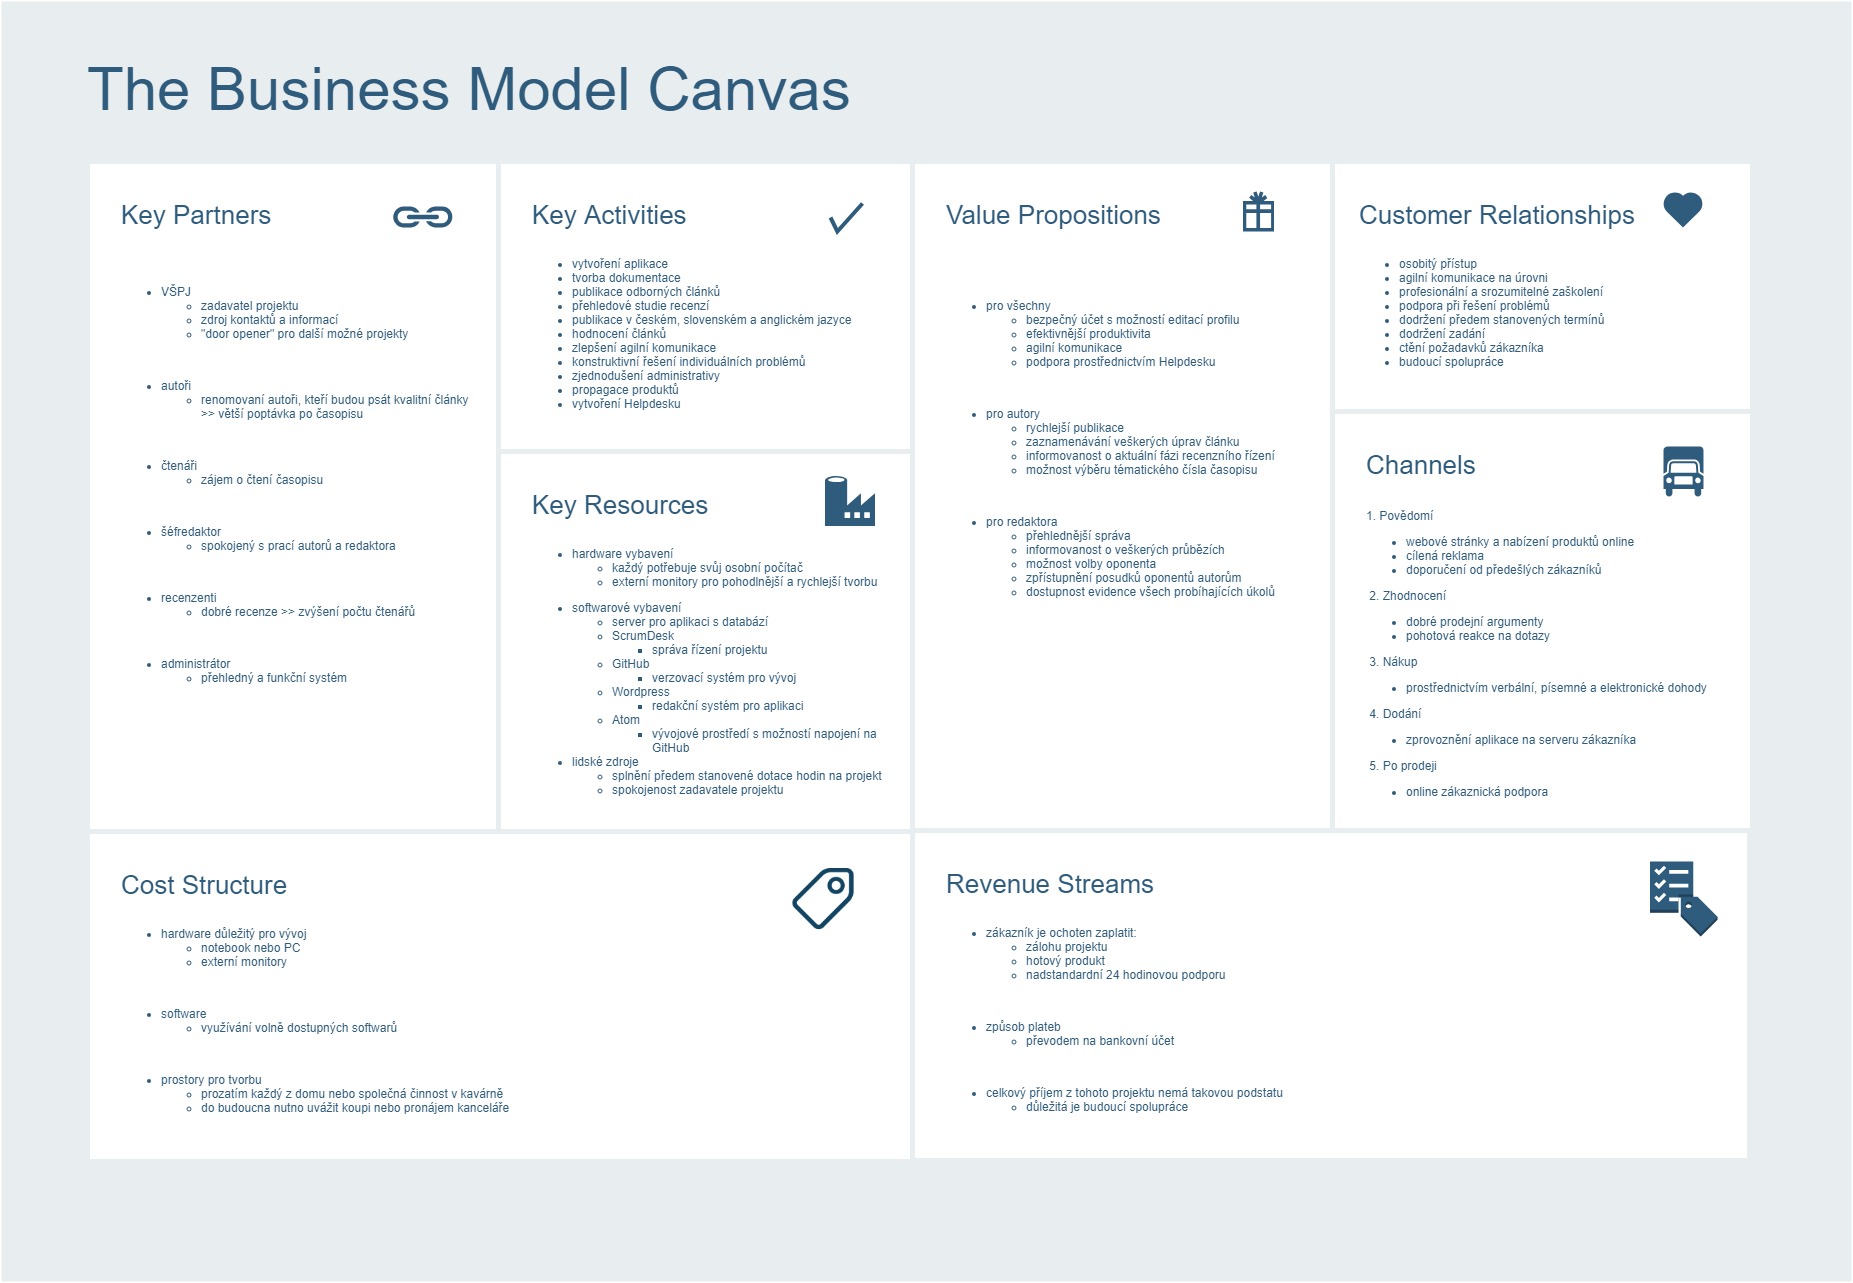 The Business Model Canvas
Key Partners
VŠPJ
zadavatel projektu
zdroj kontaktů a informací
"door opener" pro další možné projekty
autoři
renomovaní autoři, kteří budou psát kvalitní články
>> větší poptávka po časopisu
čtenáři
zájem o čtení časopisu
šéfredaktor
spokojený s prací autorů a redaktora
recenzenti
dobré recenze >> zvýšení počtu čtenářů
administrátor
přehledný a funkční systém
Key Activities
vytvoření aplikace
tvorba dokumentace
publikace odborných článků
přehledové studie recenzí
publikace v českém, slovenském a anglickém jazyce
hodnocení článků
zlepšení agilní komunikace
konstruktivní řešení individuálních problémů
zjednodušení administrativy
propagace produktů
vytvoření Helpdesku
Key Resources
hardware vybavení
každý potřebuje svůj osobní počítač
externí monitory pro pohodlnější a rychlejší tvorbu
softwarové vybavení
server pro aplikaci s databází
ScrumDesk
správa řízení projektu
GitHub
verzovací systém pro vývoj
Wordpress
redakční systém pro aplikaci
Atom
vývojové prostředí s možností napojení na
GitHub
lidské zdroje
splnění předem stanovené dotace hodin na projekt
spokojenost zadavatele projektu
Value Propositions
pro všechny
bezpečný účet s možností editací profilu
efektivnější produktivita
agilní komunikace
podpora prostřednictvím Helpdesku
pro autory
rychlejší publikace
zaznamenávání veškerých úprav článku
informovanost o aktuální fázi recenzního řízení
možnost výběru tématického čísla časopisu
pro redaktora
přehlednější správa
informovanost o veškerých průbězích
možnost volby oponenta
zpřístupnění posudků oponentů autorům
dostupnost evidence všech probíhajících úkolů
Customer Relationships
osobitý přístup
agilní komunikace na úrovni
profesionální a srozumitelné zaškolení
podpora při řešení problémů
dodržení předem stanovených termínů
dodržení zadání
ctění požadavků zákazníka
budoucí spolupráce
Channels
1. Povědomí
webové stránky a nabízení produktů online
cílená reklama
doporučení od předešlých zákazníků
2. Zhodnocení
dobré prodejní argumenty
pohotová reakce na dotazy
3. Nákup
prostřednictvím verbální, písemné a elektronické dohody
4. Dodání
zprovoznění aplikace na serveru zákazníka
5. Po prodeji
online zákaznická podpora
Cost Structure
hardware důležitý pro vývoj
notebook nebo PC
externí monitory
software
využívání volně dostupných softwarů
prostory pro tvorbu
prozatím každý z domu nebo společná činnost v kavárně
do budoucna nutno uvážit koupi nebo pronájem kanceláře
Revenue Streams
zákazník je ochoten zaplatit:
zálohu projektu
hotový produkt
nadstandardní 24 hodinovou podporu
způsob plateb
převodem na bankovní účet
celkový příjem z tohoto projektu nemá takovou podstatu
důležitá je budoucí spolupráce